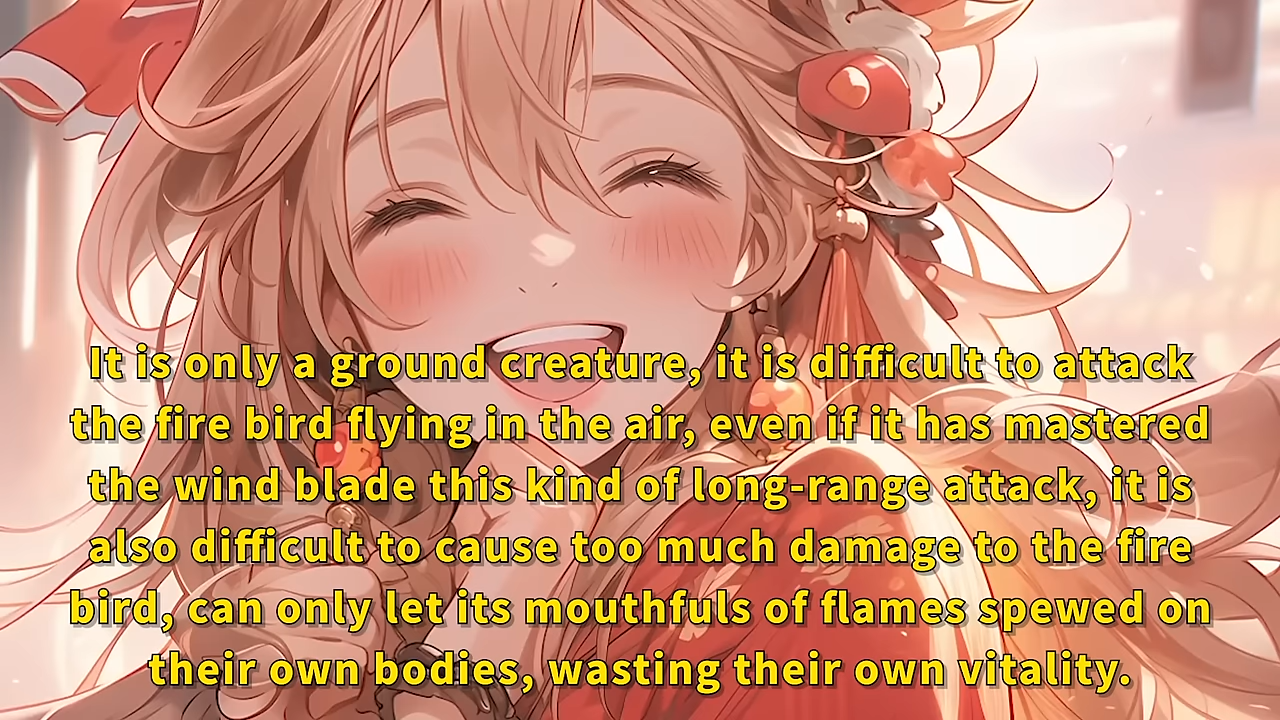 It is only a ground creature, it is difficult to attack
the fire bird flying in the air, even if it has mastered
the wind blade this kind of long-range attack, it is
also difficult to cause too much damage to the fire
bird, can only let its mouthfuls of flames spewed on
their own bodies, wasting their own vitality.